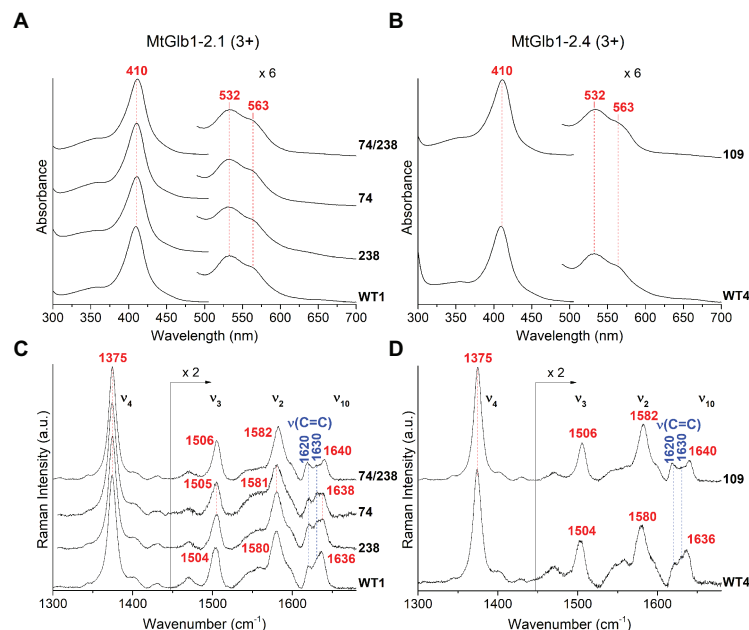 A
MtGlb1-2.1 (3+)
410
x 6
532
563
74/238
74
238
WT1
Absorbance
300 350 400 450 500 550 600 650 700
Wavelength (nm)
B
MtGlb1-2.4 (3+)
410
x 6
532
563
109
WT4
Absorbance
300 350 400 450 500 550 600 650 700
Wavelength (nm)
C
1375
x 2
ν4
ν3
ν2
ν10
ν(C=C)
1620
1630
1506
1582
1640
74/238
1505
1581
1638
74
238
1504
1580
1636
WT1
Raman Intensity (a.u.)
1300 1400 1500 1600
Wavenumber (cm⁻¹)
D
1375
x 2
ν4
ν3
ν2
ν10
ν(C=C)
1620
1630
1506
1582
1640
109
1504
1580
1636
WT4
Raman Intensity (a.u.)
1300 1400 1500 1600
Wavenumber (cm⁻¹)